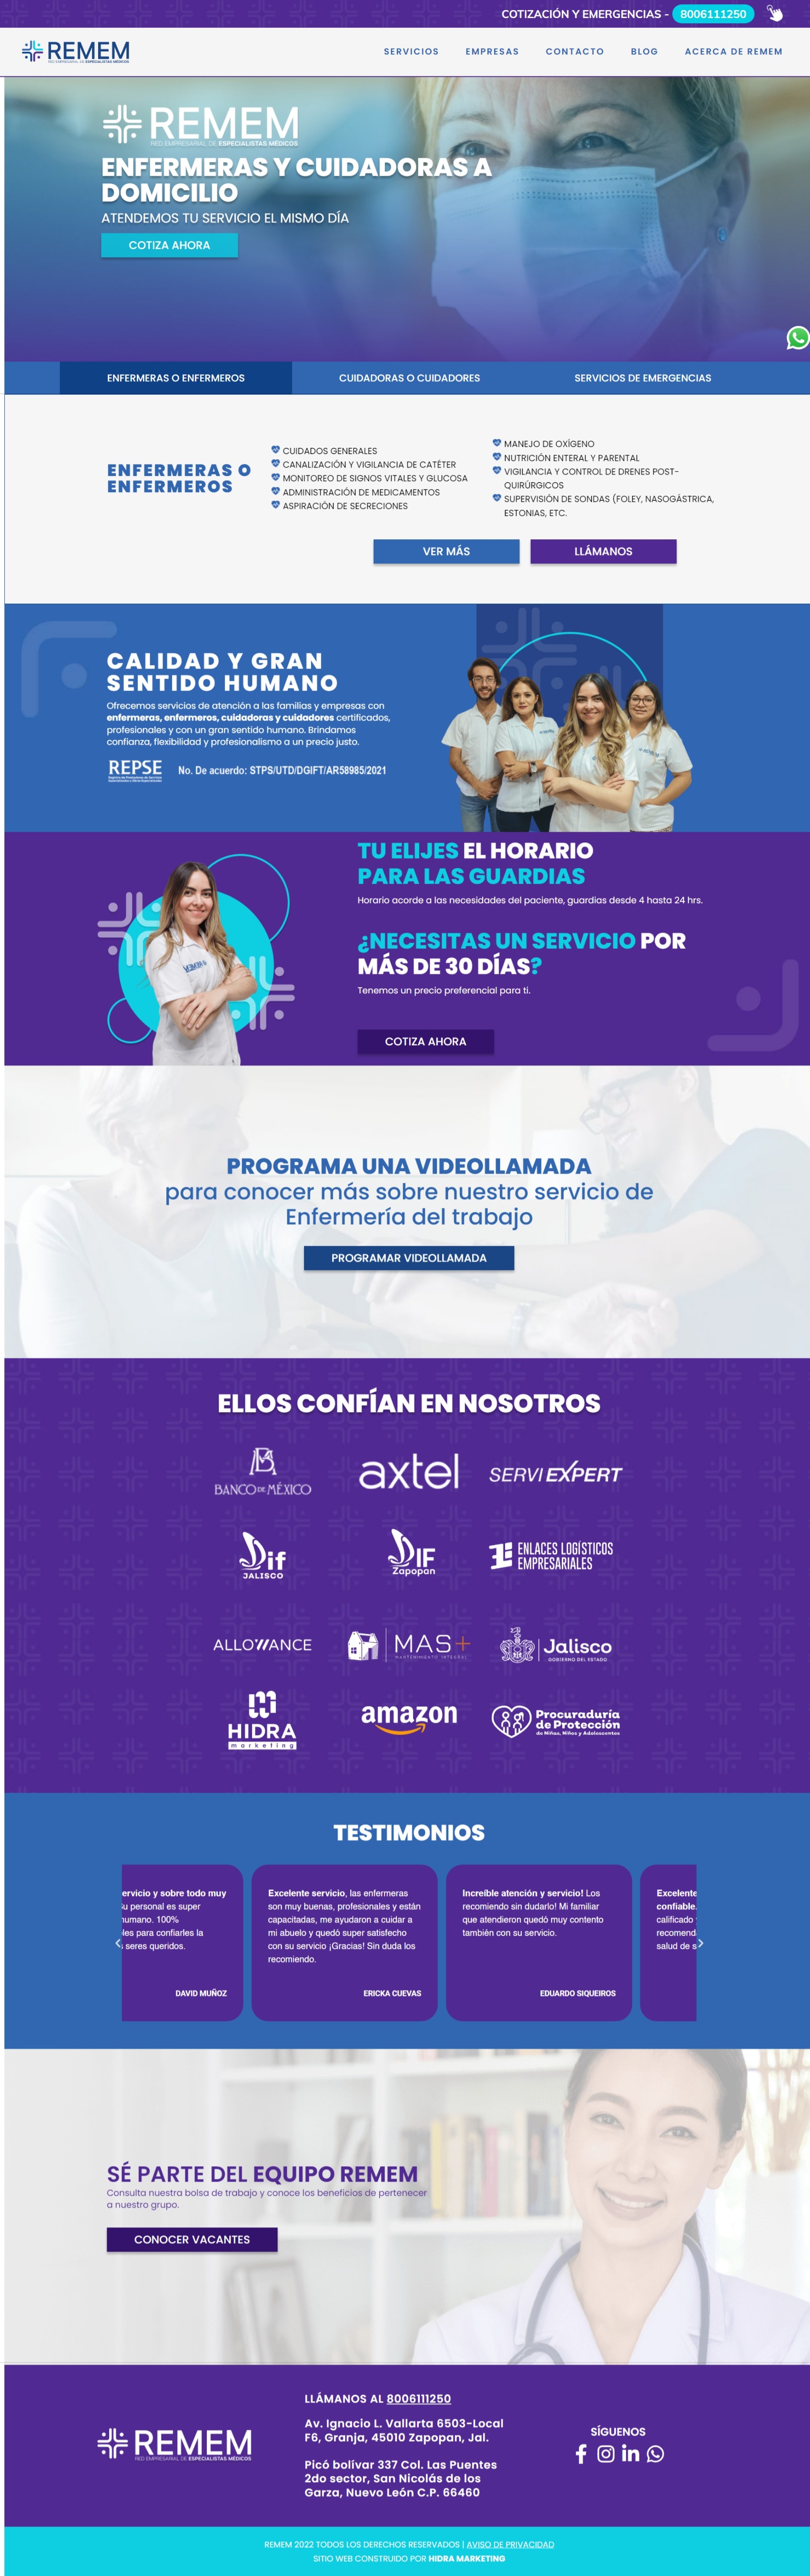 COTIZACIÓN Y EMERGENCIAS - 8006111250
REMEM
RED EMPRESARIAL DE ESPECIALISTAS MÉDICOS
SERVICIOS EMPRESAS CONTACTO BLOG ACERCA DE REMEM
REMEM
RED EMPRESARIAL DE ESPECIALISTAS MÉDICOS
ENFERMERAS Y CUIDADORAS A
DOMICILIO
ATENDEMOS TU SERVICIO EL MISMO DÍA
COTIZA AHORA
ENFERMERAS O ENFERMEROS CUIDADORAS O CUIDADORES SERVICIOS DE EMERGENCIAS
ENFERMERAS O
ENFERMEROS
CUIDADOS GENERALES
CANALIZACIÓN Y VIGILANCIA DE CATÉTER
MONITOREO DE SIGNOS VITALES Y GLUCOSA
ADMINISTRACIÓN DE MEDICAMENTOS
ASPIRACIÓN DE SECRECIONES
MANEJO DE OXÍGENO
NUTRICIÓN ENTERAL Y PARENTAL
VIGILANCIA Y CONTROL DE DRENES POST-
QUIRÚRGICOS
SUPERVISIÓN DE SONDAS (FOLEY, NASOGÁSTRICA,
ESTONIAS, ETC.
VER MÁS LLÁMANOS
CALIDAD Y GRAN
SENTIDO HUMANO
Ofrecemos servicios de atención a las familias y empresas con
enfermeras, enfermeros, cuidadoras y cuidadores certificados,
profesionales y con un gran sentido humano. Brindamos
confianza, flexibilidad y profesionalismo a un precio justo.
REPSE
No. De acuerdo: STPS/UTD/DGIFT/AR58985/2021
TU ELIJES EL HORARIO
PARA LAS GUARDIAS
Horario acorde a las necesidades del paciente, guardias desde 4 hasta 24 hrs.
¿NECESITAS UN SERVICIO POR
MÁS DE 30 DÍAS?
Tenemos un precio preferencial para ti.
COTIZA AHORA
PROGRAMA UNA VIDEOLLAMADA
para conocer más sobre nuestro servicio de
Enfermería del trabajo
PROGRAMAR VIDEOLLAMADA
ELLOS CONFÍAN EN NOSOTROS
BANCO DE MÉXICO
axtel
SERVI EXPERT
Dif
JALISCO
DIF
Zapopan
ENLACES LOGÍSTICOS
EMPRESARIALES
ALLOWANCE
MAS+
MANTENIMIENTO INTEGRAL
Jalisco
GOBIERNO DEL ESTADO
HIDRA
marketing
amazon
Procuraduría
de Protección
de Niñas, Niños y Adolescentes
TESTIMONIOS
ervicio y sobre todo muy
u personal es super
umano. 100%
les para confiarles la
seres queridos.
DAVID MUÑOZ
Excelente servicio, las enfermeras
son muy buenas, profesionales y están
capacitadas, me ayudaron a cuidar a
mi abuelo y quedó super satisfecho
con su servicio ¡Gracias! Sin duda los
recomiendo.
ERICKA CUEVAS
Increíble atención y servicio! Los
recomiendo sin dudarlo! Mi familiar
que atendieron quedó muy contento
también con su servicio.
EDUARDO SIQUEIROS
Excelente
confiable.
calificado
recomend
salud de s
SÉ PARTE DEL EQUIPO REMEM
Consulta nuestra bolsa de trabajo y conoce los beneficios de pertenecer
a nuestro grupo.
CONOCER VACANTES
REMEM
RED EMPRESARIAL DE ESPECIALISTAS MÉDICOS
LLÁMANOS AL 8006111250
Av. Ignacio L. Vallarta 6503-Local
F6, Granja, 45010 Zapopan, Jal.
Picó bolívar 337 Col. Las Puentes
2do sector, San Nicolás de los
Garza, Nuevo León C.P. 66460
SÍGUENOS
REMEM 2022 TODOS LOS DERECHOS RESERVADOS | AVISO DE PRIVACIDAD
SITIO WEB CONSTRUIDO POR HIDRA MARKETING